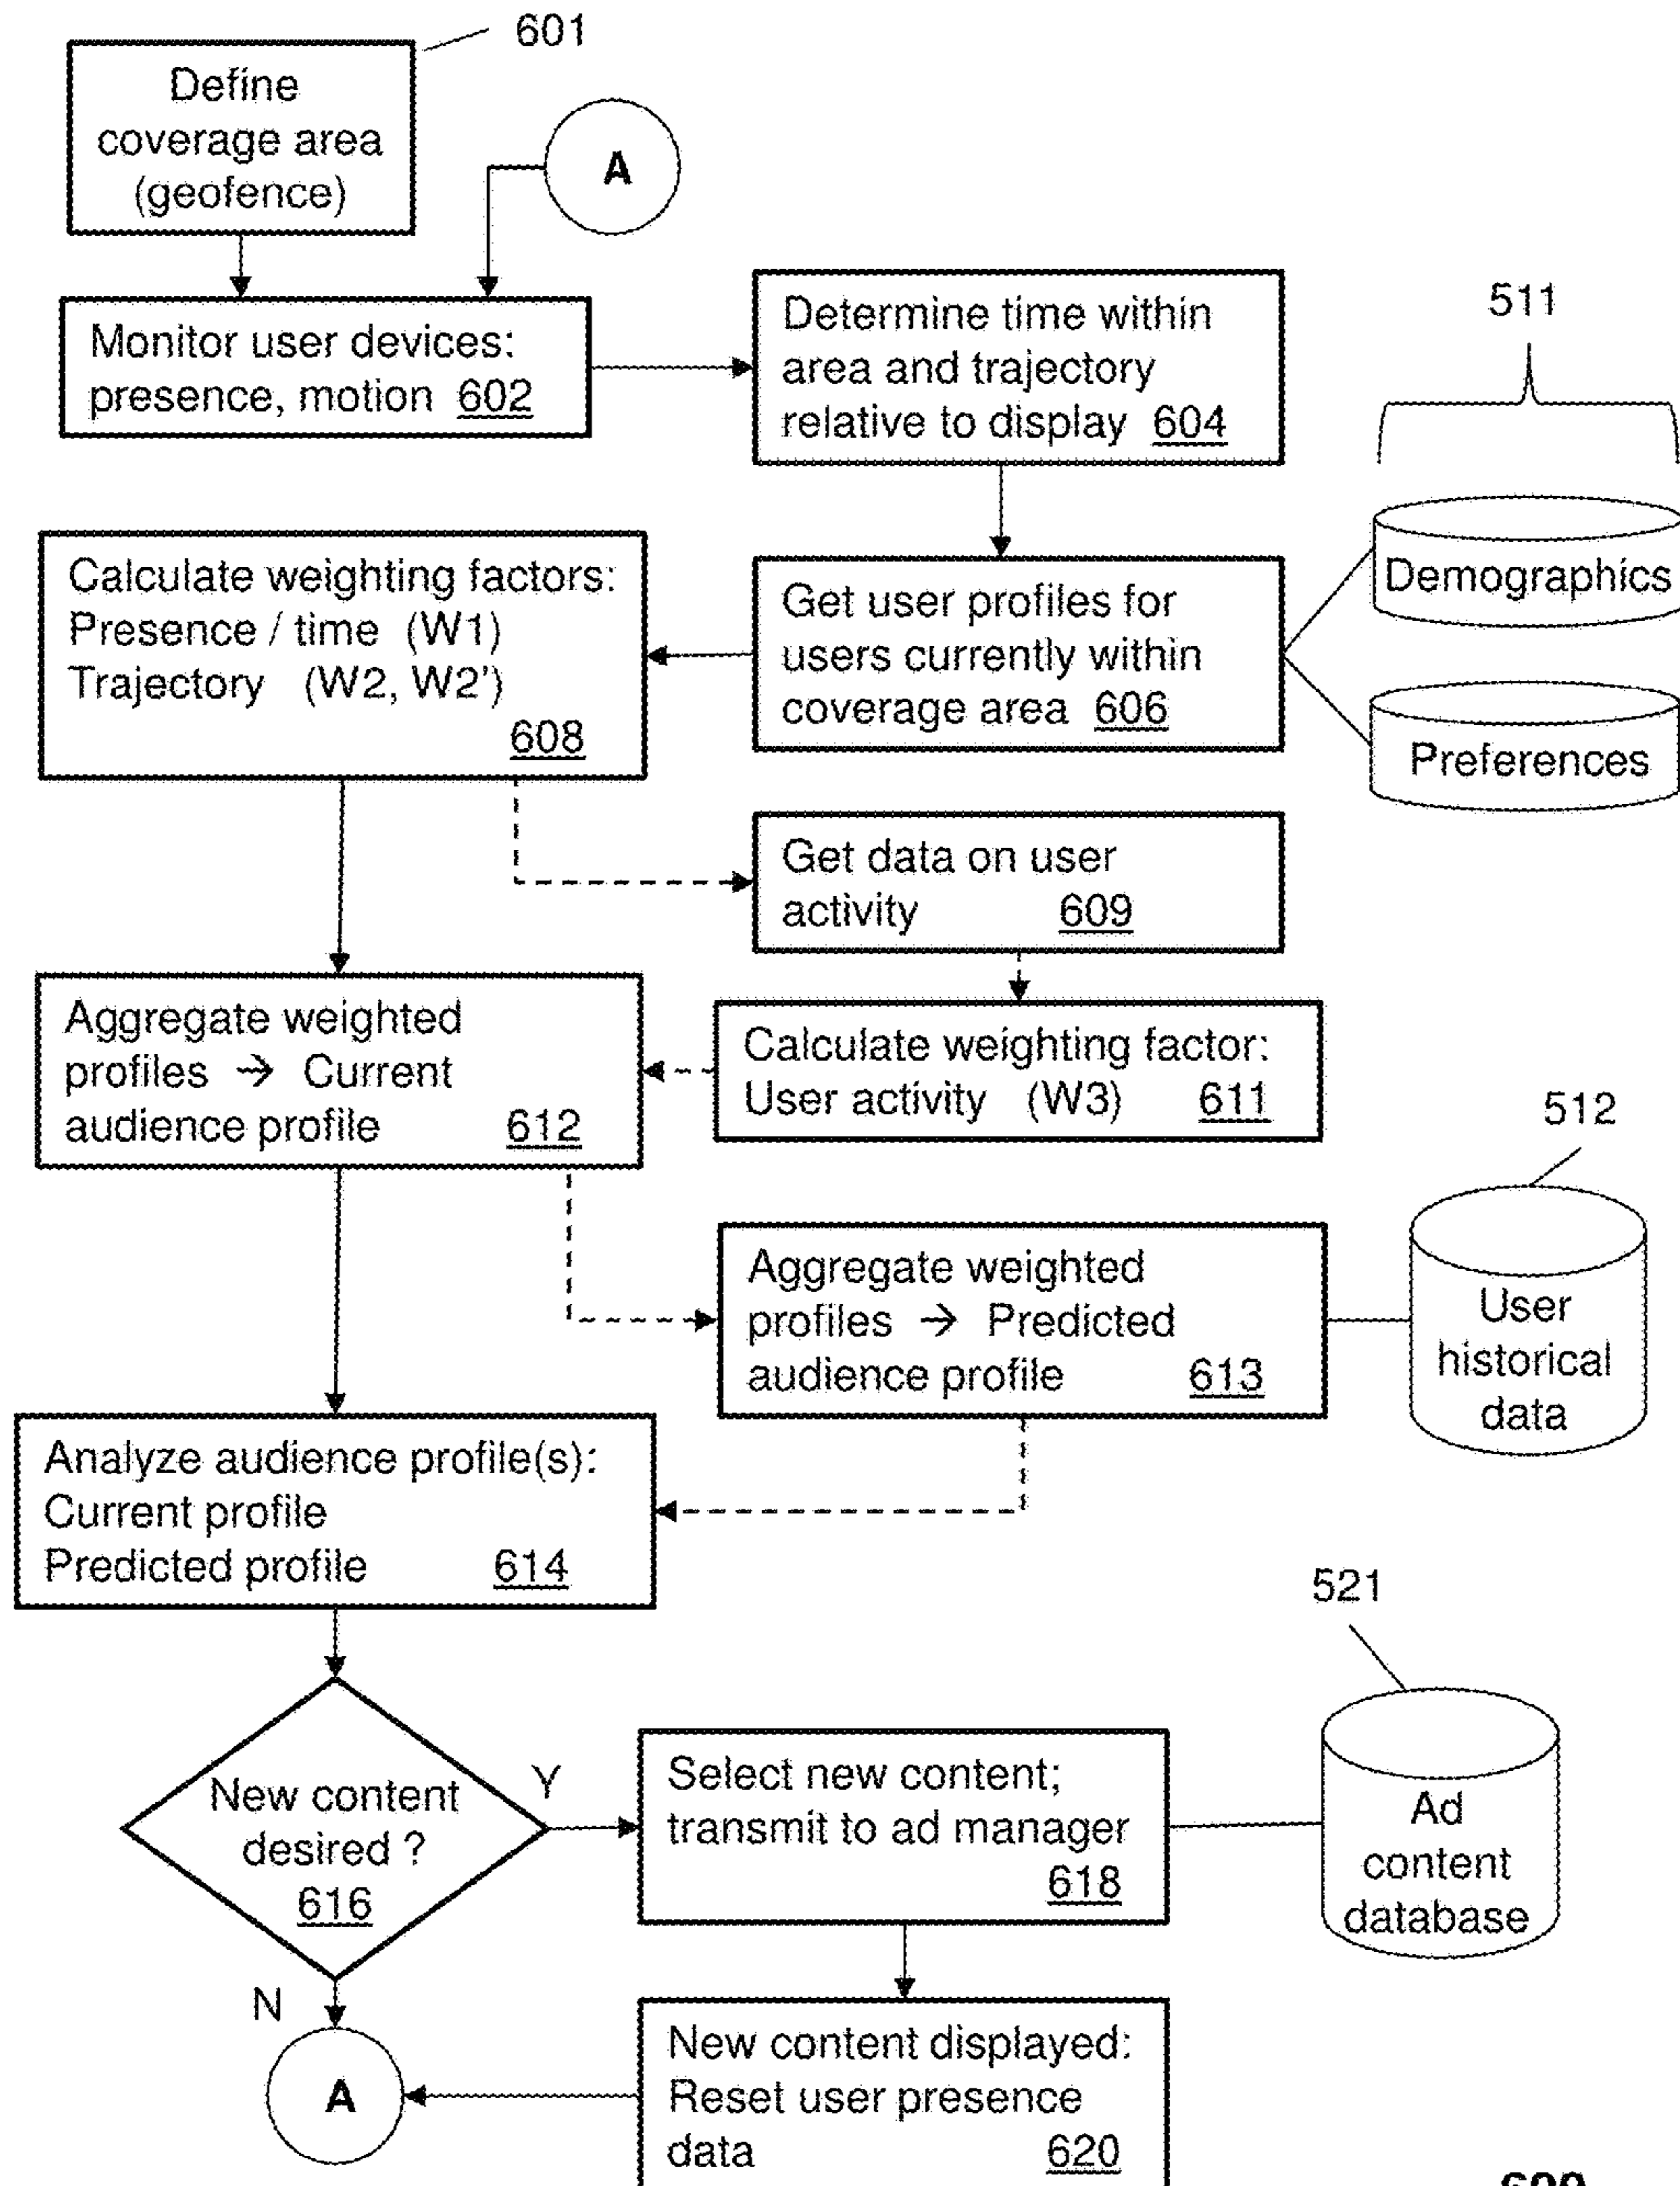 601
Define
coverage area
(geofence)
A
Monitor user devices:
presence, motion 602
Determine time within
area and trajectory
relative to display 604
511
Demographics
Preferences
Get user profiles for
users currently within
coverage area 606
Calculate weighting factors:
Presence / time (W1)
Trajectory (W2, W2')
608
Get data on user
activity 609
Calculate weighting factor:
User activity (W3) 611
Aggregate weighted
profiles → Current
audience profile 612
512
User
historical
data
Aggregate weighted
profiles → Predicted
audience profile 613
Analyze audience profile(s):
Current profile
Predicted profile 614
521
Ad
content
database
New content
desired ?
616
Y
N
Select new content;
transmit to ad manager
618
New content displayed:
Reset user presence
data 620
A